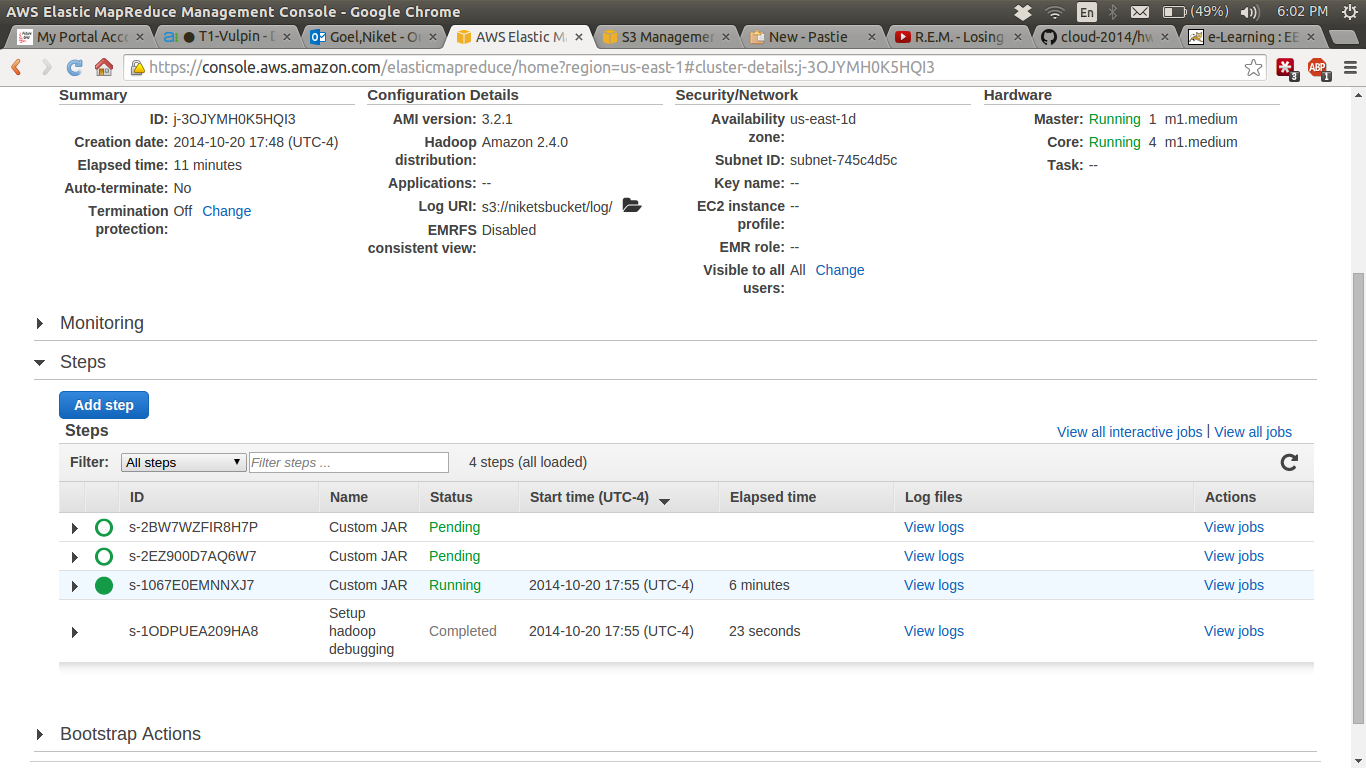 AWS Elastic MapReduce Management Console - Google Chrome
En (49%) 6:02 PM
My Portal Acc
T1-Vulpin - D
Goel,Niket - O
AWS Elastic M
S3 Managemen
New - Pastie
R.E.M. - Losing
cloud-2014/hw
e-Learning : EE
https://console.aws.amazon.com/elasticmapreduce/home?region=us-east-1#cluster-details:j-3OJYMH0K5HQI3
3
ABP
1
Summary
ID: j-3OJYMH0K5HQI3
Creation date: 2014-10-20 17:48 (UTC-4)
Elapsed time: 11 minutes
Auto-terminate: No
Termination Off Change
protection:
Configuration Details
AMI version: 3.2.1
Hadoop Amazon 2.4.0
distribution:
Applications: --
Log URI: s3://niketsbucket/log/
EMRFS Disabled
consistent view:
Security/Network
Availability us-east-1d
zone:
Subnet ID: subnet-745c4d5c
Key name: --
EC2 instance --
profile:
EMR role: --
Visible to all All Change
users:
Hardware
Master: Running 1 m1.medium
Core: Running 4 m1.medium
Task: --
Monitoring
Steps
Add step
Steps
View all interactive jobs | View all jobs
Filter: All steps Filter steps ... 4 steps (all loaded)
ID Name Status Start time (UTC-4) Elapsed time Log files Actions
s-2BW7WZFIR8H7P Custom JAR Pending View logs View jobs
s-2EZ900D7AQ6W7 Custom JAR Pending View logs View jobs
s-1067E0EMNNXJ7 Custom JAR Running 2014-10-20 17:55 (UTC-4) 6 minutes View logs View jobs
Setup
s-1ODPUEA209HA8 hadoop Completed 2014-10-20 17:55 (UTC-4) 23 seconds View logs View jobs
debugging
Bootstrap Actions